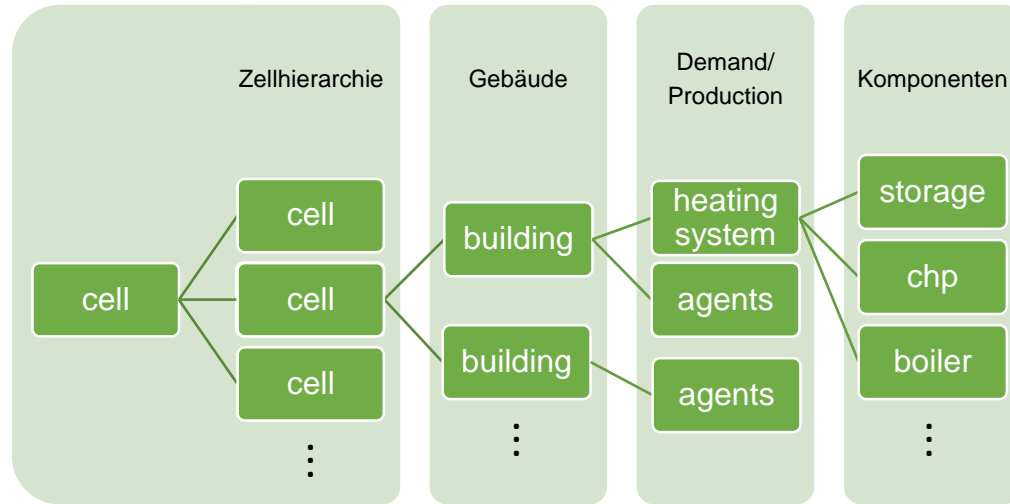 Zellhierarchie
Gebäude
Demand/
Production
Komponenten
cell
cell
cell
cell
building
building
heating
system
agents
agents
storage
chp
boiler